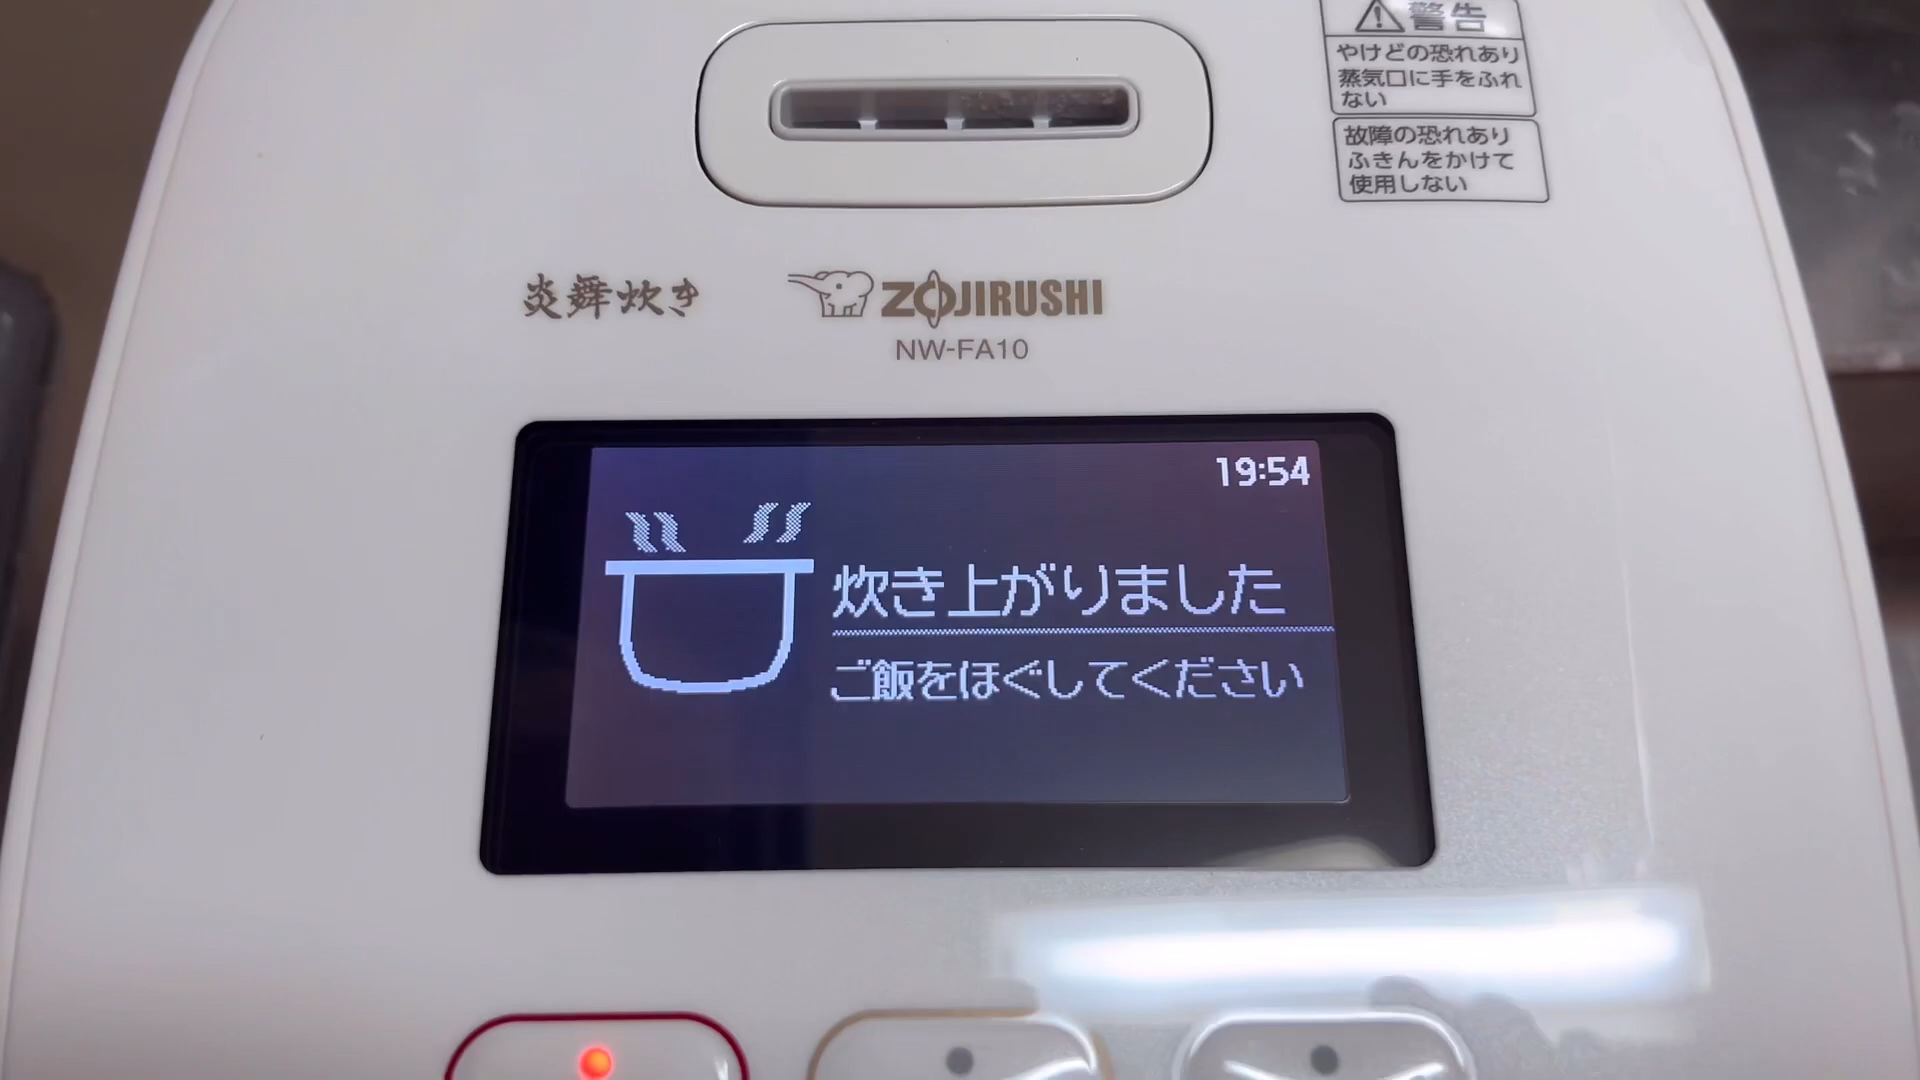 警告
やけどの恐れあり
蒸気口に手をふれ
ない
故障の恐れあり
ふきんをかけて
使用しない
炎舞炊き
ZOJIRUSHI
NW-FA10
19:54
炊き上がりました
ご飯をほぐしてください